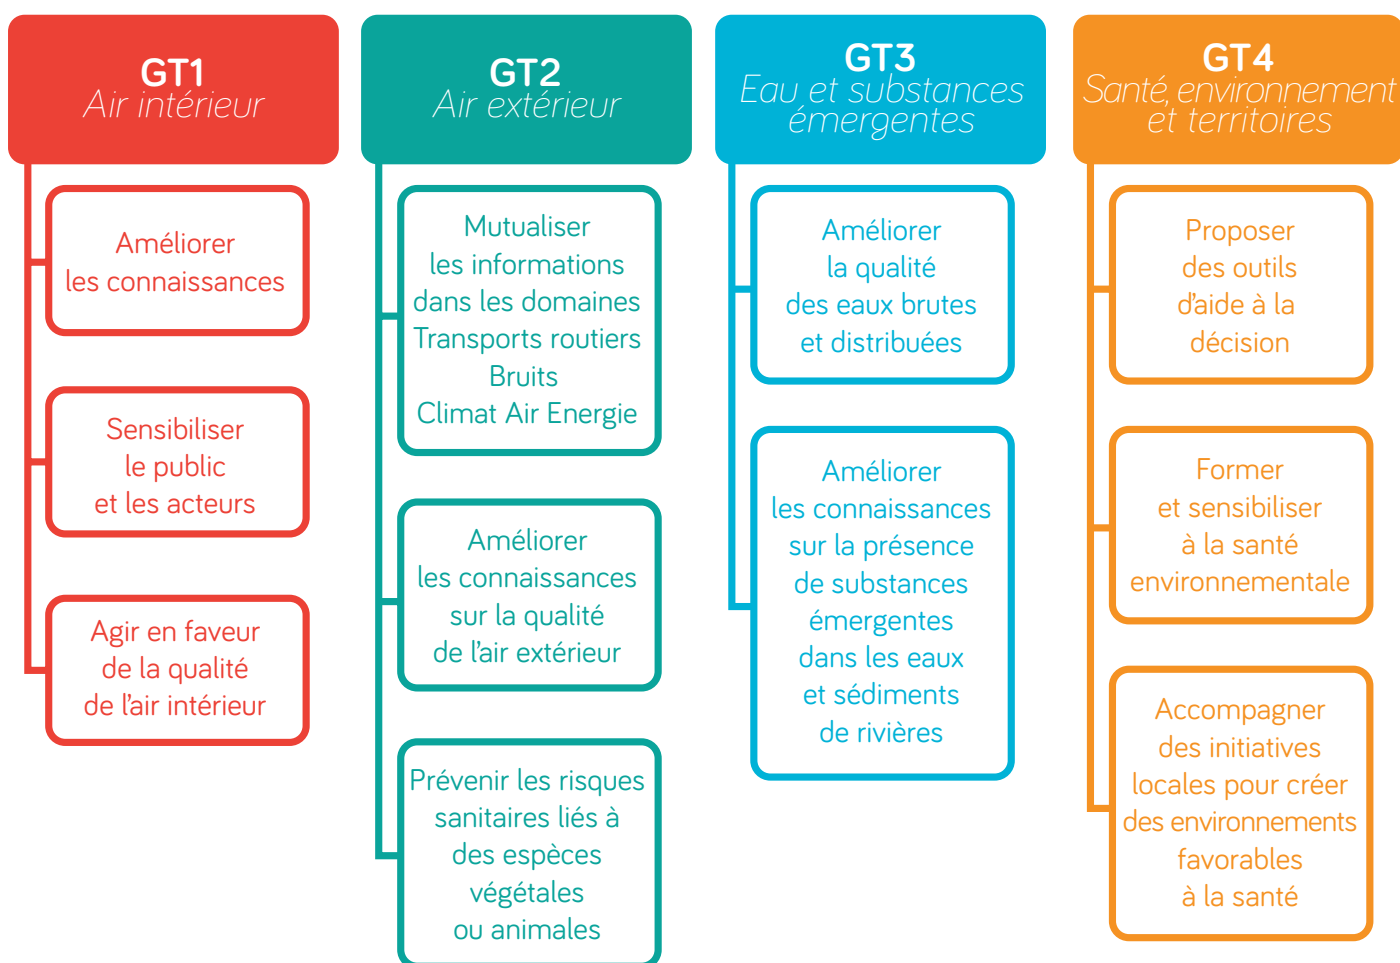 GT1
Air intérieur
Améliorer
les connaissances
Sensibiliser
le public
et les acteurs
Agir en faveur
de la qualité
de l'air intérieur
GT2
Air extérieur
Mutualiser
les informations
dans les domaines
Transports routiers
Bruits
Climat Air Energie
Améliorer
les connaissances
sur la qualité
de l'air extérieur
Prévenir les risques
sanitaires liés à
des espèces
végétales
ou animales
GT3
Eau et substances
émergentes
Améliorer
la qualité
des eaux brutes
et distribuées
Améliorer
les connaissances
sur la présence
de substances
émergentes
dans les eaux
et sédiments
de rivières
GT4
Santé, environnement
et territoires
Proposer
des outils
d'aide à la
décision
Former
et sensibiliser
à la santé
environnementale
Accompagner
des initiatives
locales pour créer
des environnements
favorables
à la santé